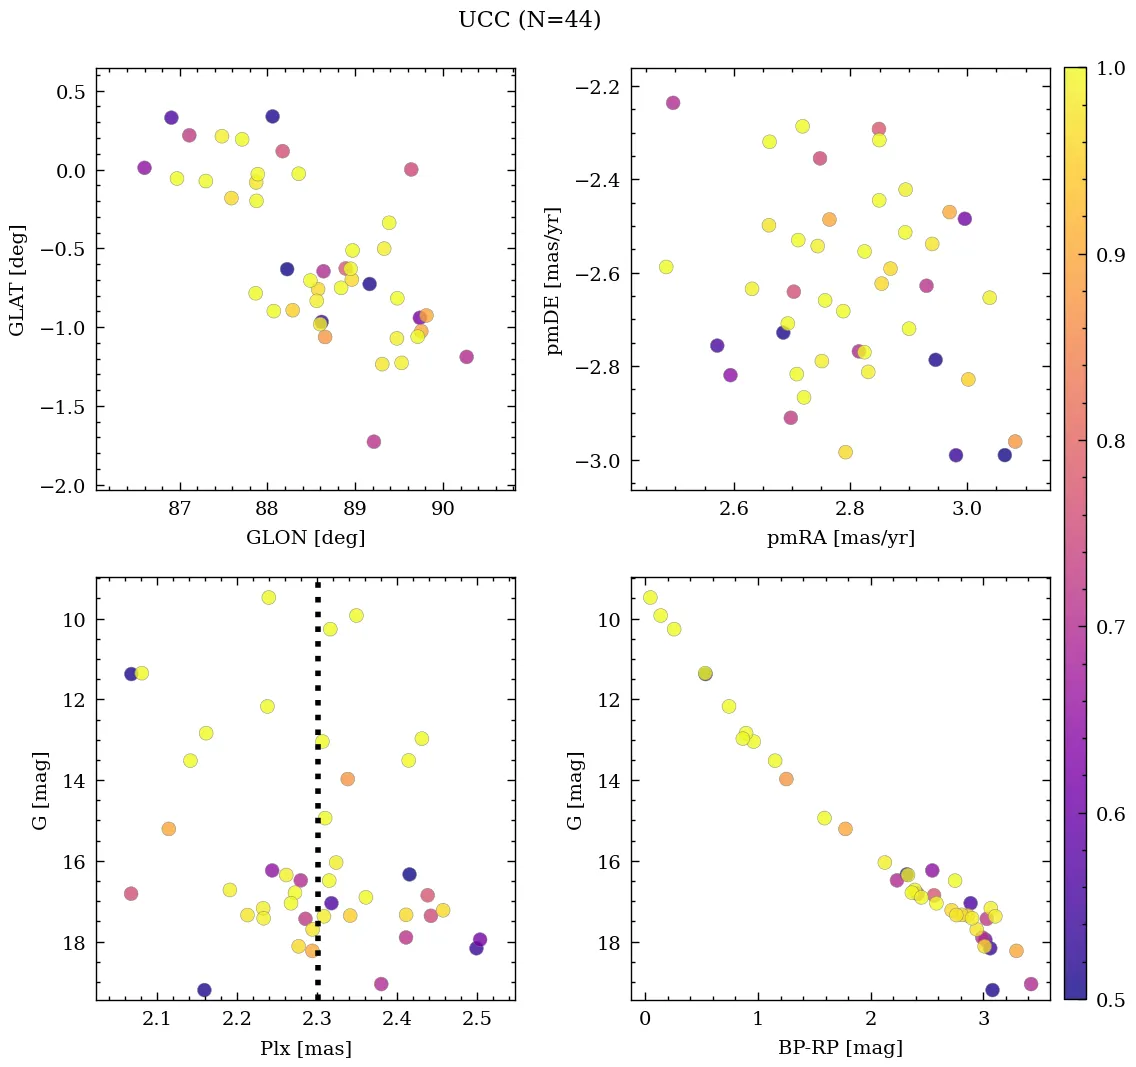 UCC (N=44)
0.5
0.0
−0.5
−1.0
−1.5
−2.0
GLAT [deg]
87 88 89 90
GLON [deg]
−2.2
−2.4
−2.6
−2.8
−3.0
pmDE [mas/yr]
2.6 2.8 3.0
pmRA [mas/yr]
10
12
14
16
18
G [mag]
2.1 2.2 2.3 2.4 2.5
Plx [mas]
10
12
14
16
18
G [mag]
0 1 2 3
BP-RP [mag]
1.0
0.9
0.8
0.7
0.6
0.5